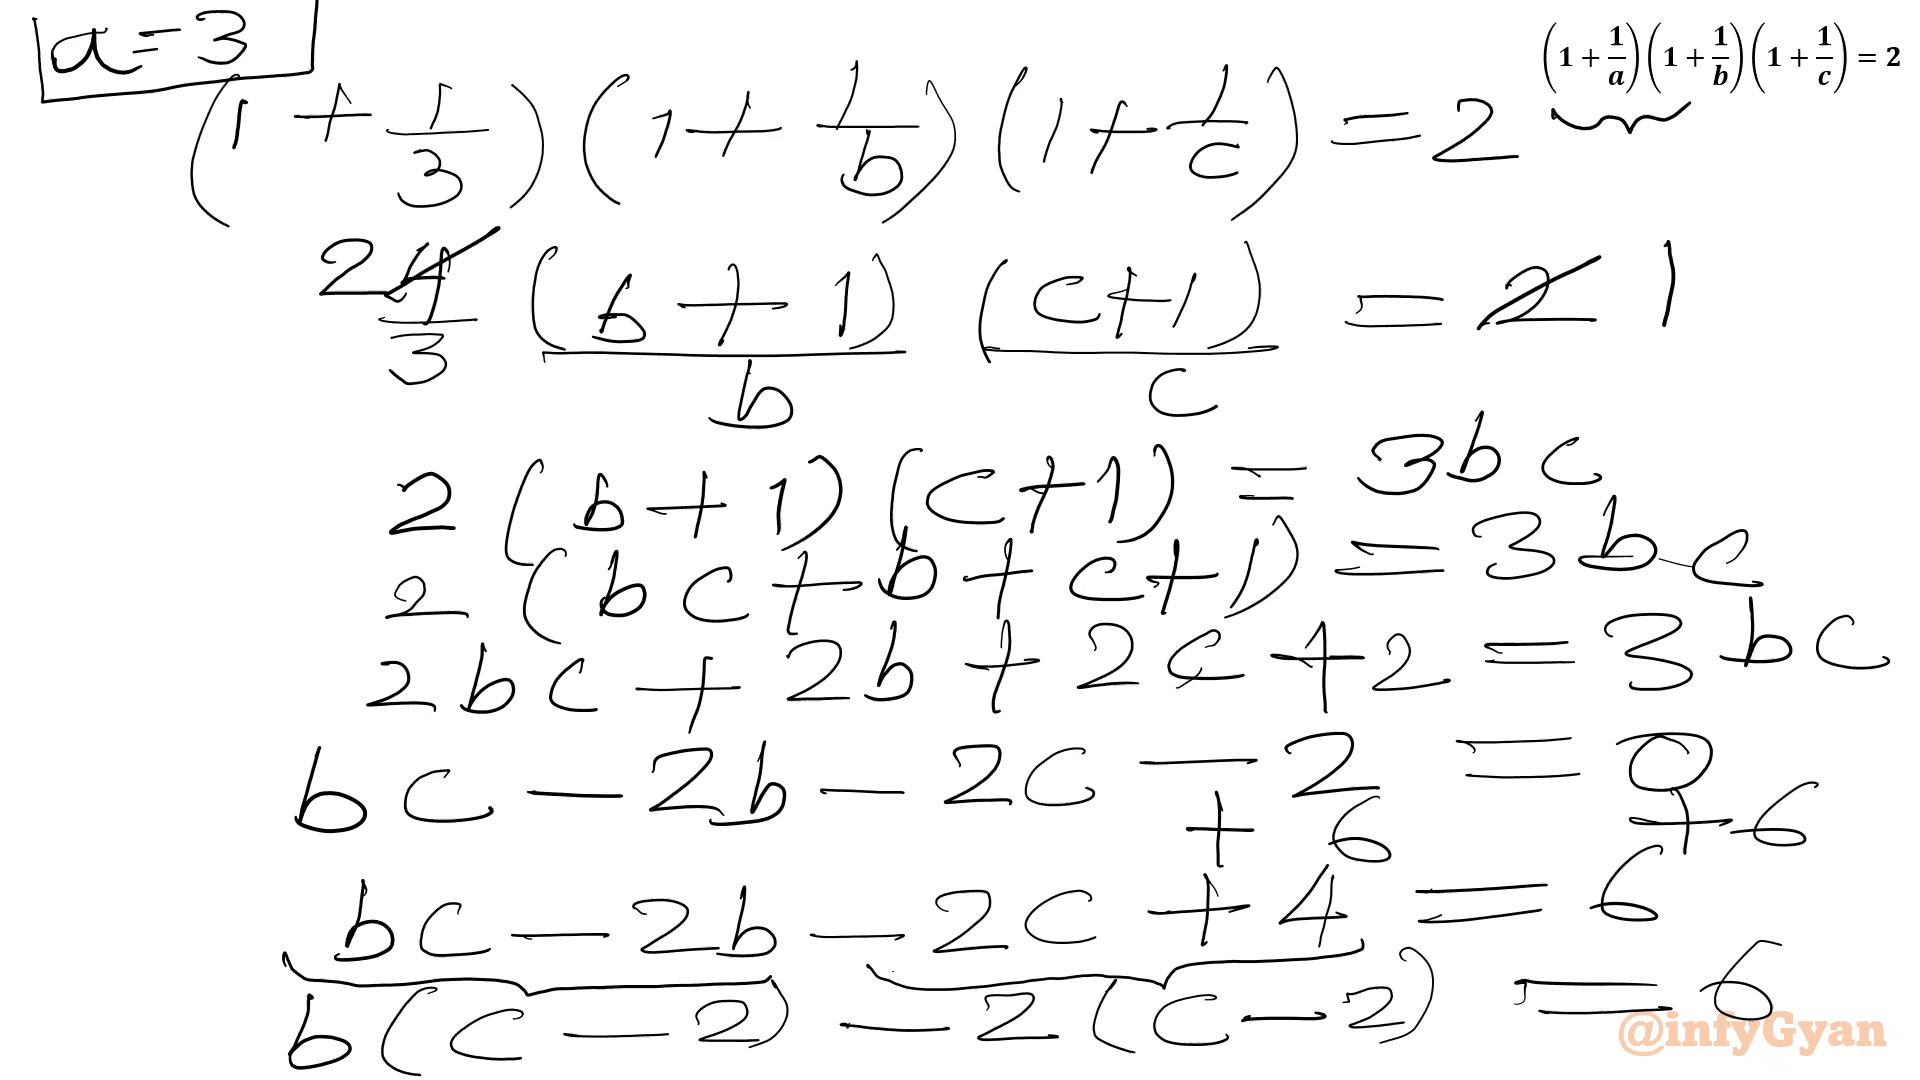 a = 3
(1 + 1/a)(1 + 1/b)(1 + 1/c) = 2
(1 + 1/3)(1 + 1/b)(1 + 1/c) = 2
2 4/3 (b + 1)/b (c + 1)/c = 2 1
2(b + 1)(c + 1) = 3bc
2(bc + b + c + 1) = 3bc
2bc + 2b + 2c + 2 = 3bc
bc - 2b - 2c - 2 = 0
+ 6 + 6
bc - 2b - 2c + 4 = 6
b(c - 2) - 2(c - 2) = 6
@infyGyan